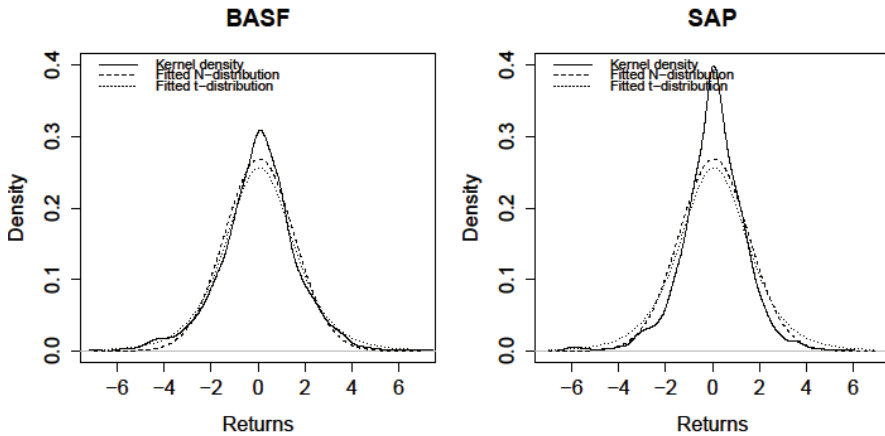 BASF
Kernel density
Fitted N−distribution
Fitted t−distribution
0.4
0.3
0.2
0.1
0.0
Density
−6 −4 −2 0 2 4 6
Returns
SAP
Kernel density
Fitted N−distribution
Fitted t−distribution
0.4
0.3
0.2
0.1
0.0
Density
−6 −4 −2 0 2 4 6
Returns